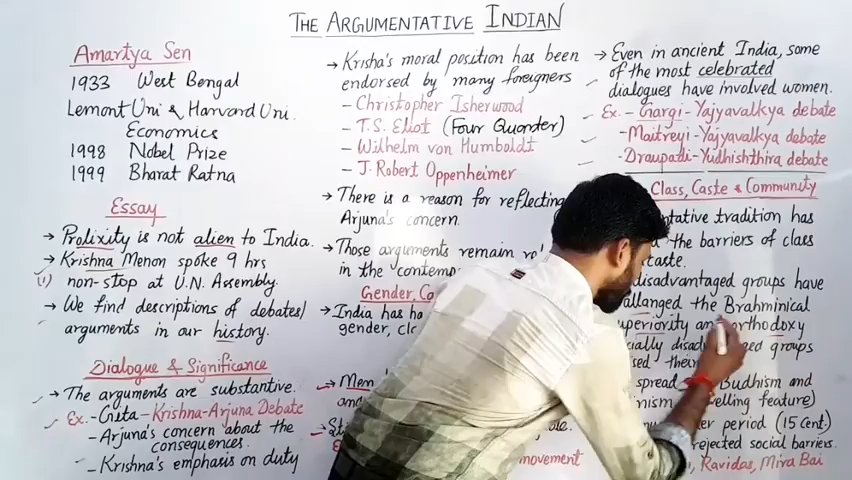 THE ARGUMENTATIVE INDIAN
Amartya Sen
1933 West Bengal
Lemont Uni & Harvard Uni.
Economics
1998 Nobel Prize
1999 Bharat Ratna
Essay
→ Prolixity is not alien to India.
→ Krishna Menon spoke 9 hrs
(1) non-stop at U.N. Assembly.
→ We find descriptions of debates/
arguments in our history.
Dialogue & Significance
→ The arguments are substantive.
Ex. - Gita - Krishna-Arjuna Debate
- Arjuna's concern about the
consequences.
- Krishna's emphasis on duty
→ Krisha's moral position has been
endorsed by many foreigners
- Christopher Isherwood
- T.S. Eliot (Four Quarder)
- Wilhelm von Humboldt
- J. Robert Oppenheimer
→ There is a reason for reflecting
Arjuna's concern.
→ Those arguments remain
in the
Gender,
→ India has
gender,
movement
→ Even in ancient India, some
of the most celebrated
dialogues have involved women.
Ex. - Gargi - Yajyavalkya debate
- Maitreyi - Yajyavalkya debate
- Draupadi - Yudhishthira debate
Class, Caste & Community
tradition has
the barriers of class
disadvantaged groups have
the Brahminical
orthodoxy
groups
spread Budhism and
feature)
period (15 Cent.)
rejected social barriers.
Ravidas, Mira Bai